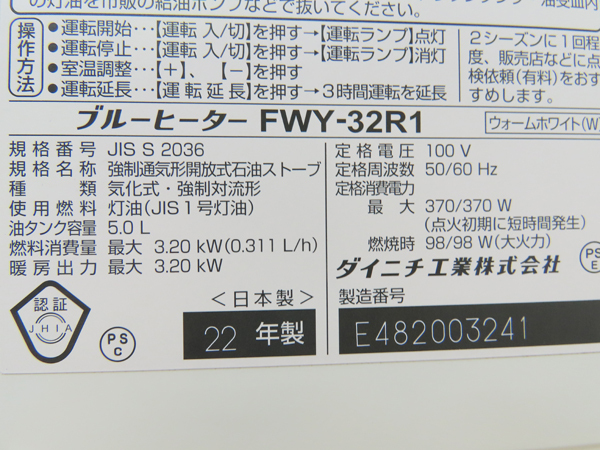 の灯油を市販の給油ポンプなどで抜いてください。
操作方法
●運転開始…【運転 入/切】を押す→【運転ランプ】点灯
●運転停止…【運転 入/切】を押す→【運転ランプ】消灯
●室温調整…【＋】、【－】を押す
●運転延長…【運転延長】を押す→3時間運転を延長
2シーズンに1回程
度、販売店などに点
検依頼(有料)をおす
すめします。
ブルーヒーター FWY-32R1
ウォームホワイト(W)
規格番号 JIS S 2036
規格名称 強制通気形開放式石油ストーブ
種類 気化式・強制対流形
使用燃料 灯油(JIS1号灯油)
油タンク容量 5.0 L
燃料消費量 最大 3.20 kW(0.311 L/h)
暖房出力 最大 3.20 kW
定格電圧 100 V
定格周波数 50/60 Hz
定格消費電力
最大 370/370 W
(点火初期に短時間発生)
燃焼時 98/98 W(大火力)
ダイニチ工業株式会社
PS
E
認証
JHIA
PS
C
＜日本製＞
22 年製
製造番号
E482003241